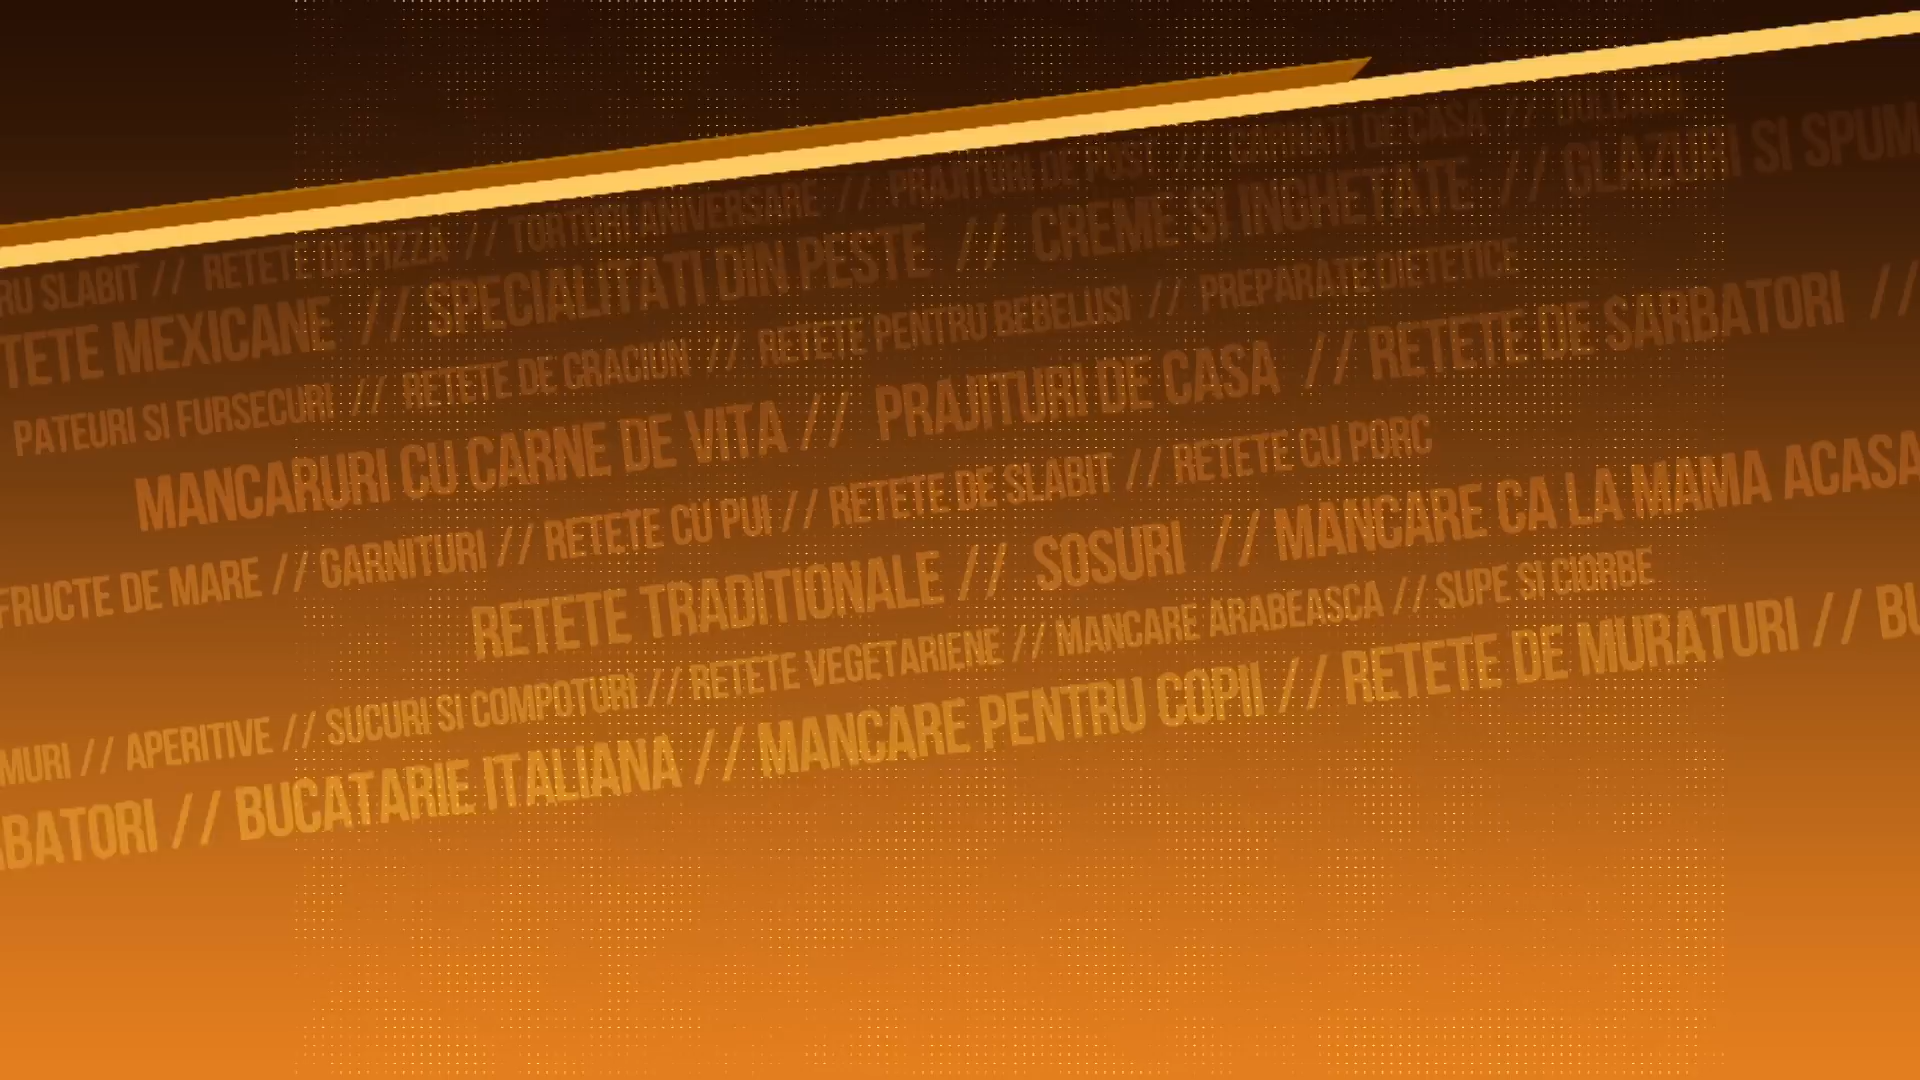 RU SLABIT // RETETE DE PIZZA // TORTURI ANIVERSARE // PRAJITURI DE POST // CARNATI DE CASA //
TETE MEXICANE // SPECIALITATI DIN PESTE // CREME SI INGHETATE // GLAZURI SI SPUM
PATEURI SI FURSECURI // RETETE DE CRACIUN // RETETE PENTRU BEBELUSI // PREPARATE DIETETICE
MANCARURI CU CARNE DE VITA // PRAJITURI DE CASA // RETETE DE SARBATORI //
FRUCTE DE MARE // GARNITURI // RETETE CU PUI // RETETE DE SLABIT // RETETE CU PORC
RETETE TRADITIONALE // SOSURI // MANCARE CA LA MAMA ACASA
MURI // APERITIVE // SUCURI SI COMPOTURI // RETETE VEGETARIENE // MANCARE ARABEASCA // SUPE SI CIORBE
BATORI // BUCATARIE ITALIANA // MANCARE PENTRU COPII // RETETE DE MURATURI // BU